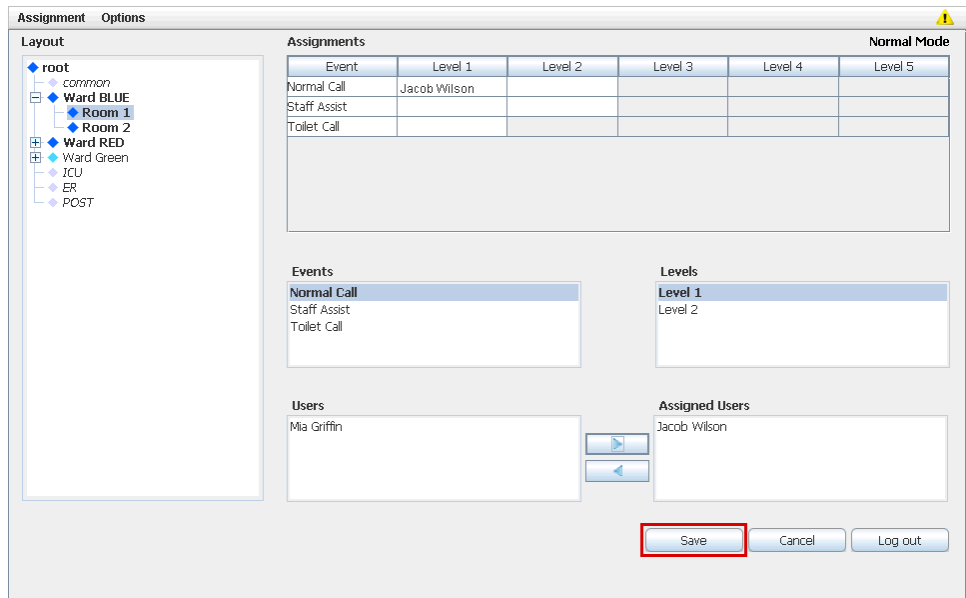 Assignment Options
Layout
root
common
Ward BLUE
Room 1
Room 2
Ward RED
Ward Green
ICU
ER
POST
Assignments Normal Mode
Event Level 1 Level 2 Level 3 Level 4 Level 5
Normal Call Jacob Wilson
Staff Assist
Toilet Call
Events
Normal Call
Staff Assist
Toilet Call
Levels
Level 1
Level 2
Users
Mia Griffin
Assigned Users
Jacob Wilson
Save Cancel Log out